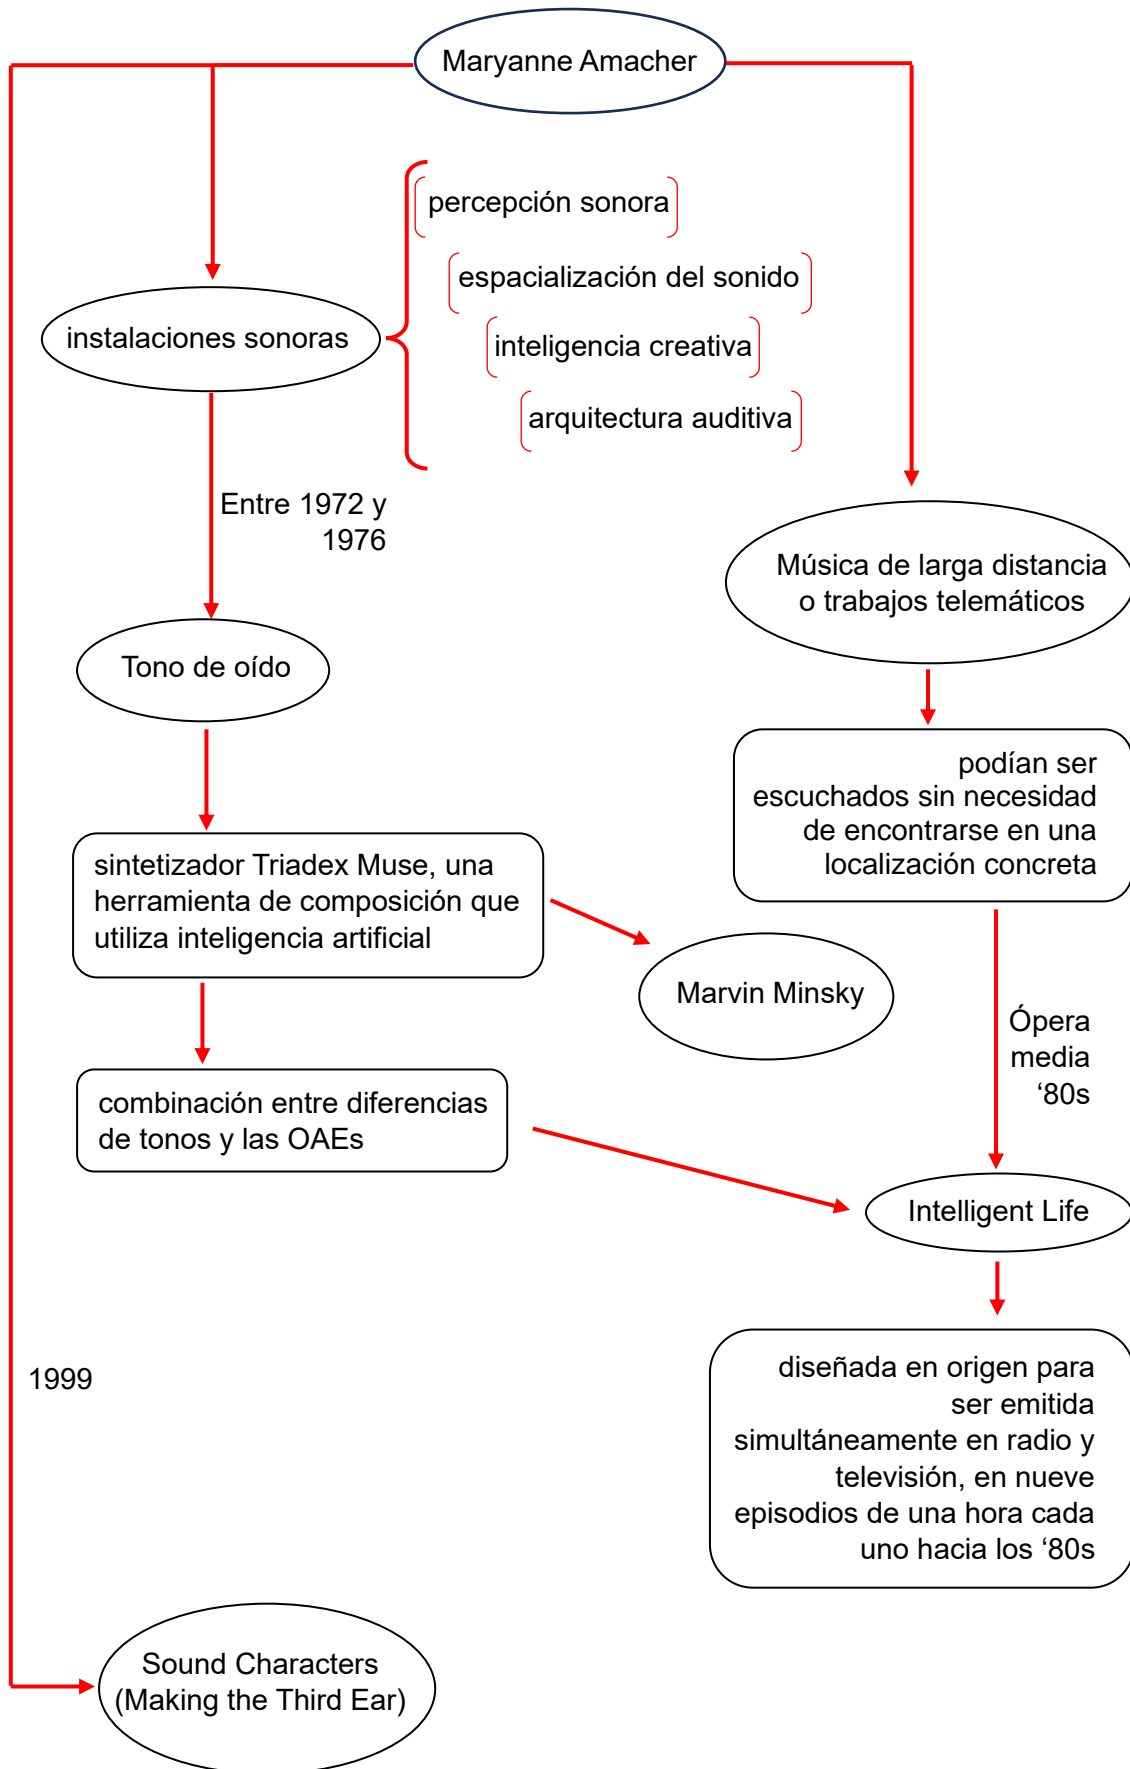 Maryanne Amacher
percepción sonora
espacialización del sonido
instalaciones sonoras
inteligencia creativa
arquitectura auditiva
Entre 1972 y
1976
Música de larga distancia
o trabajos telemáticos
Tono de oído
podían ser
escuchados sin necesidad
de encontrarse en una
localización concreta
sintetizador Triadex Muse, una
herramienta de composición que
utiliza inteligencia artificial
Marvin Minsky
Ópera
media
‘80s
combinación entre diferencias
de tonos y las OAEs
Intelligent Life
1999
diseñada en origen para
ser emitida
simultáneamente en radio y
televisión, en nueve
episodios de una hora cada
uno hacia los ‘80s
Sound Characters
(Making the Third Ear)